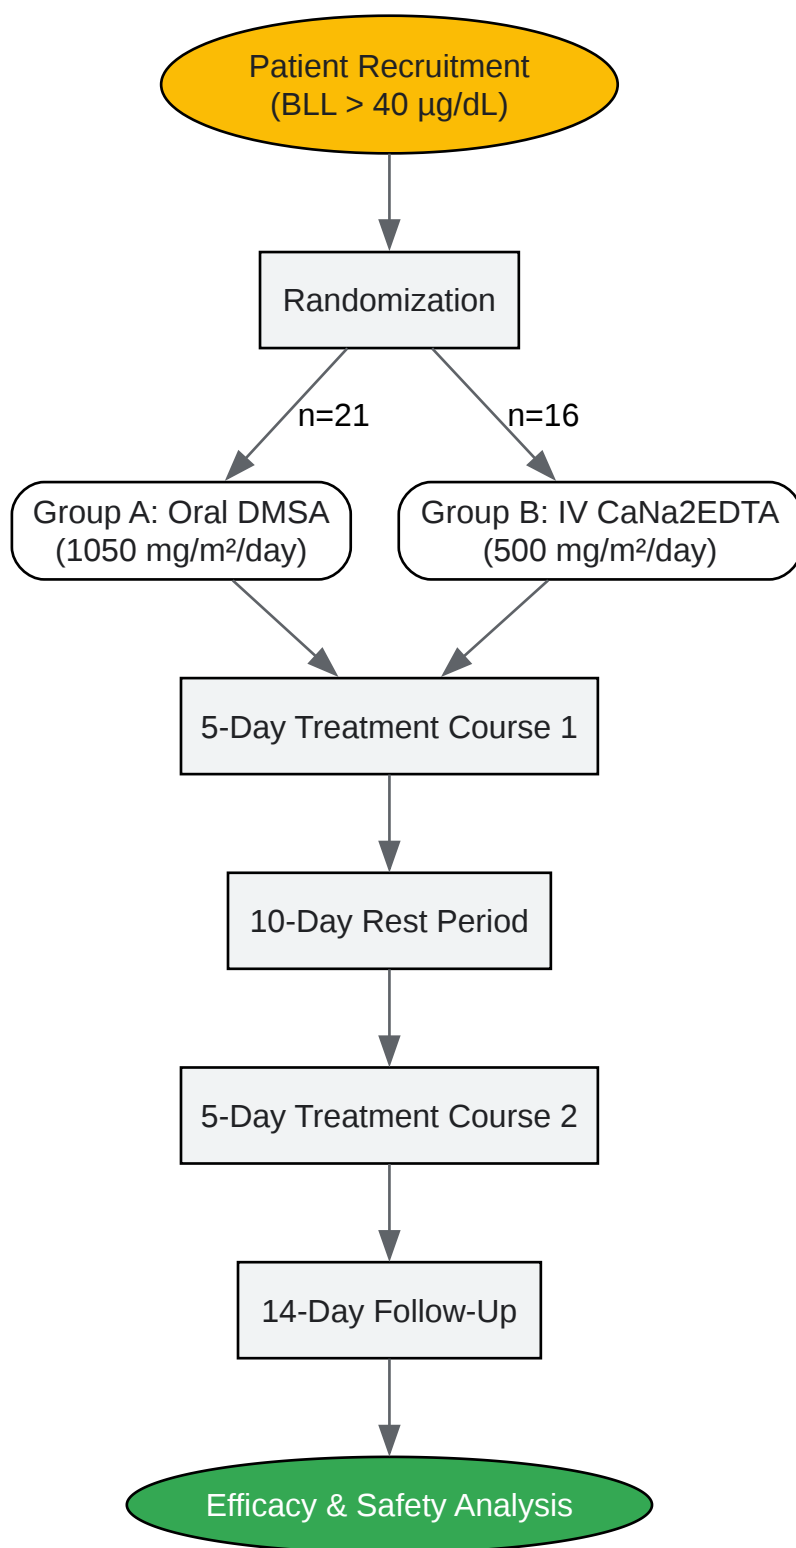 Patient Recruitment
(BLL > 40 µg/dL)
Randomization
n=21
n=16
Group A: Oral DMSA
(1050 mg/m²/day)
Group B: IV CaNa2EDTA
(500 mg/m²/day)
5-Day Treatment Course 1
10-Day Rest Period
5-Day Treatment Course 2
14-Day Follow-Up
Efficacy & Safety Analysis